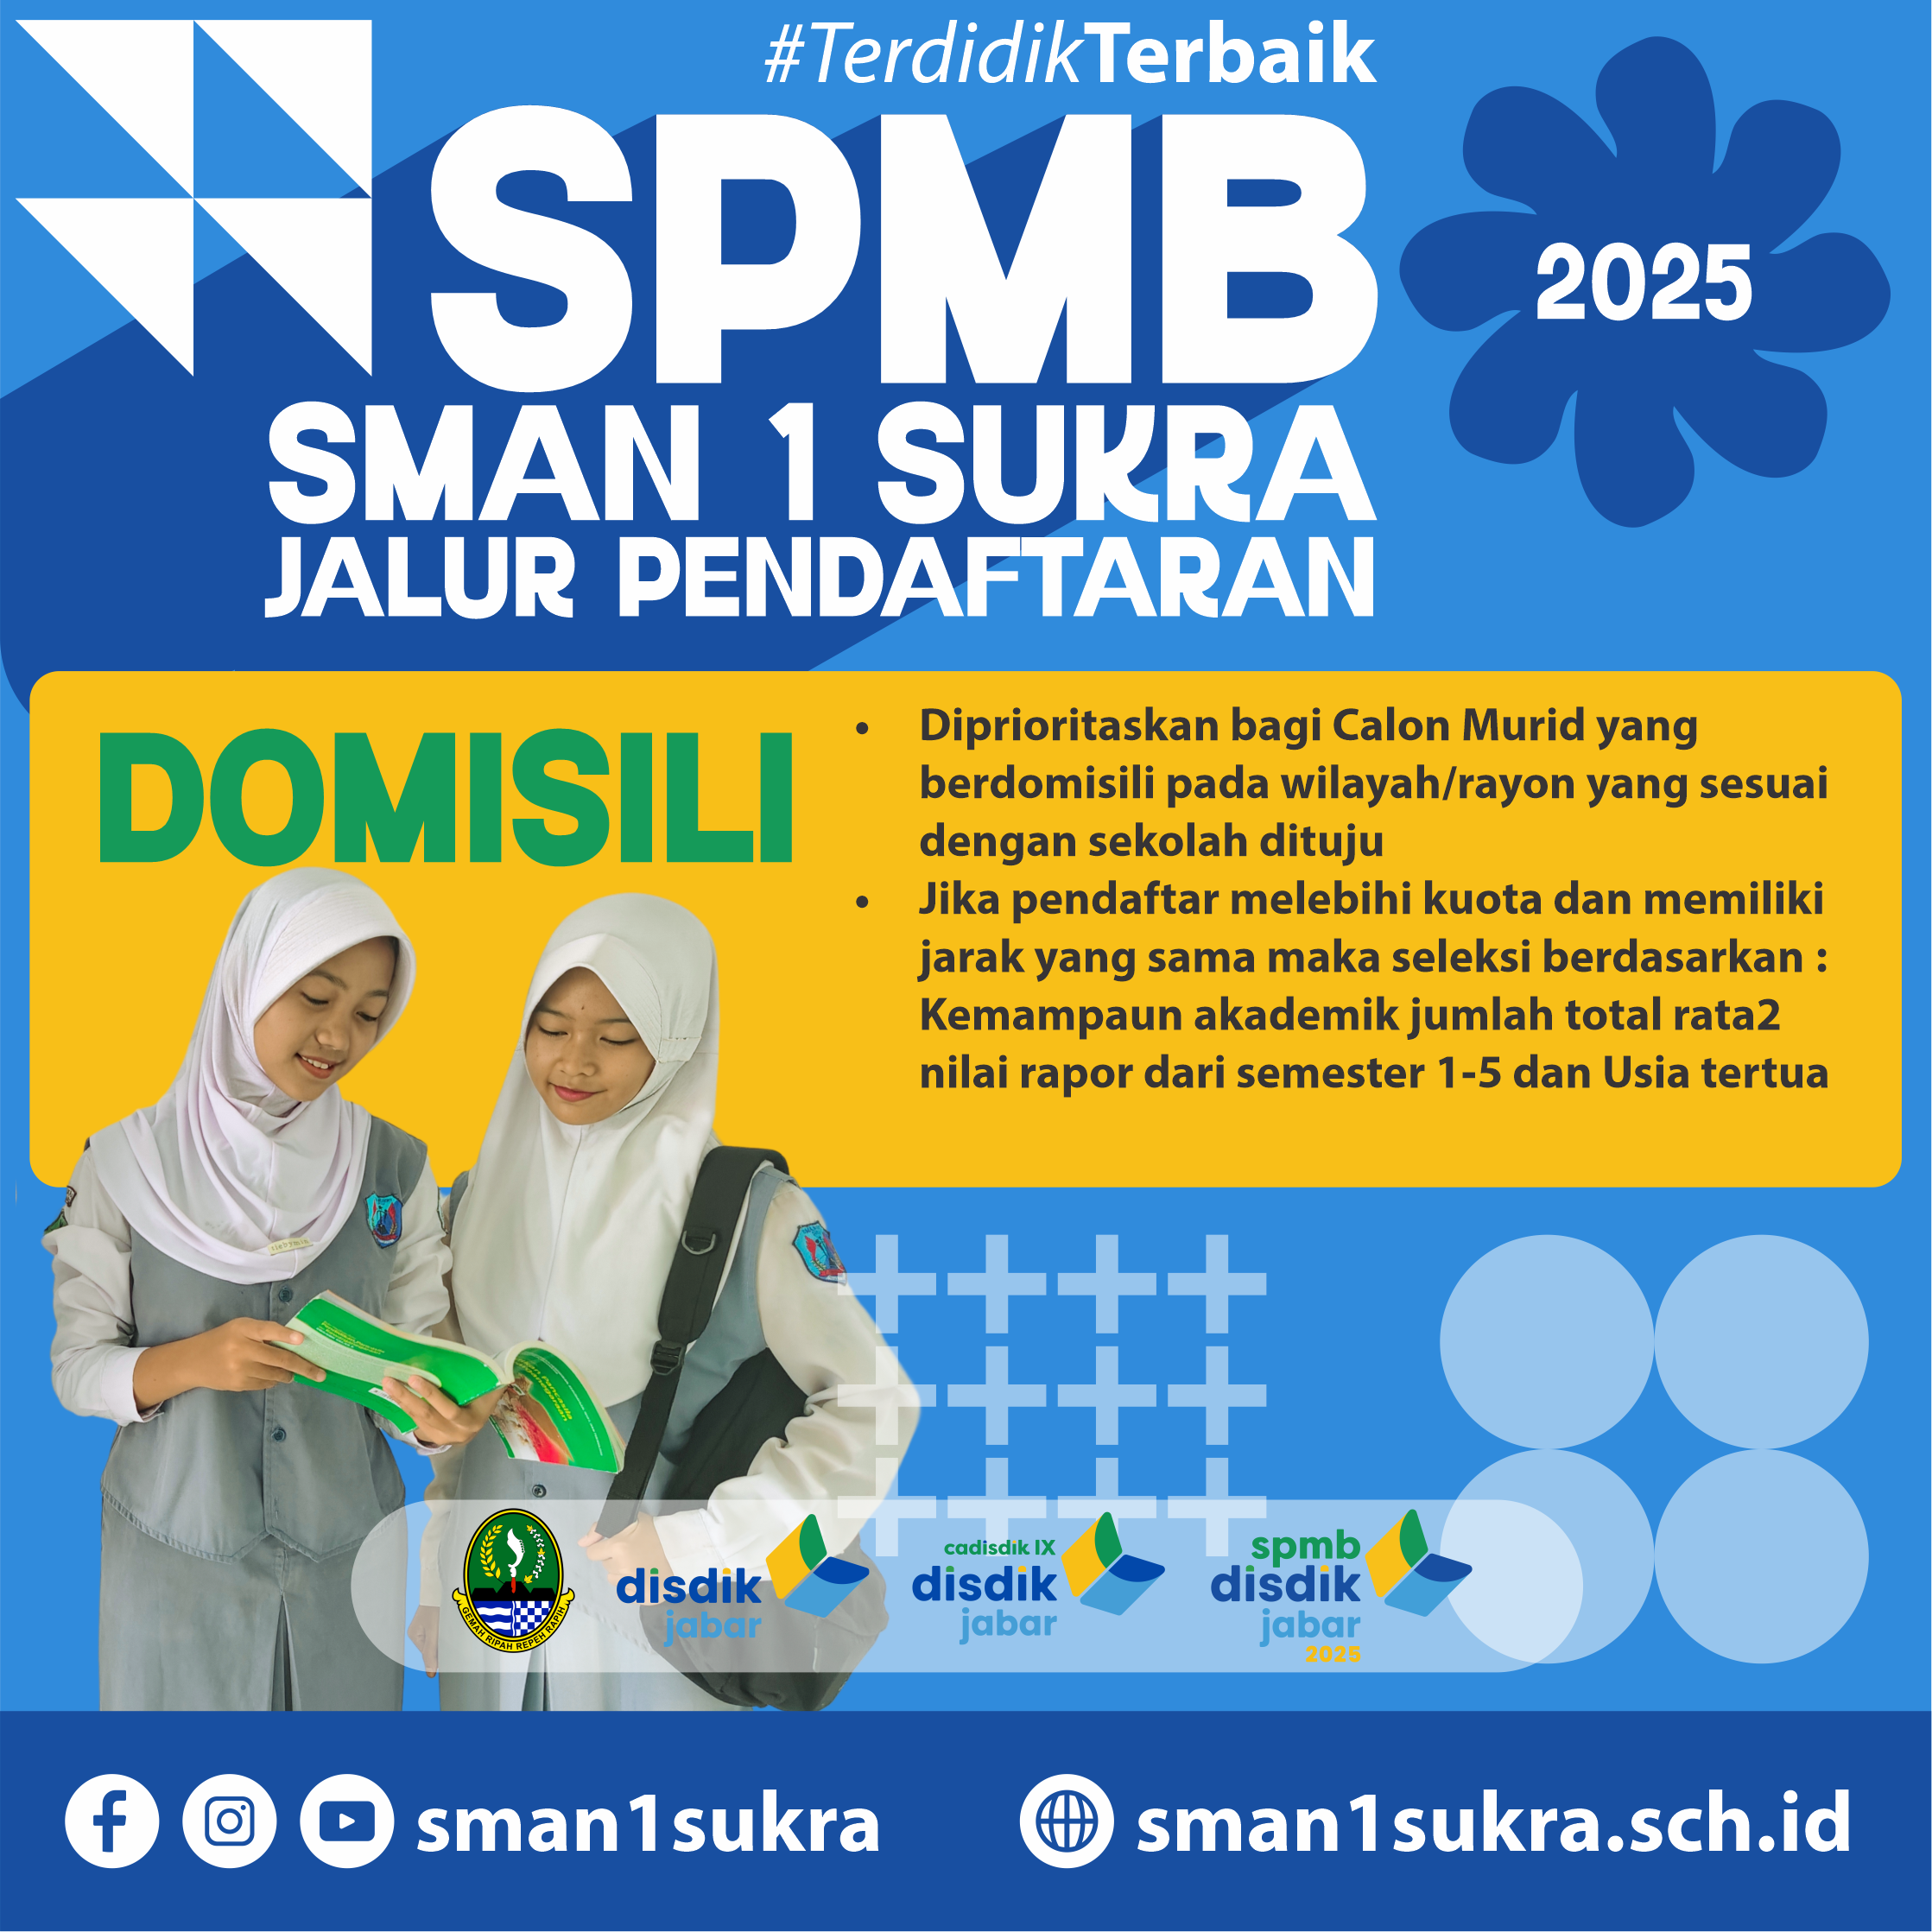 #TerdidikTerbaik
SPMB
2025
SMAN 1 SUKRA
JALUR PENDAFTARAN
DOMISILI
• Diprioritaskan bagi Calon Murid yang
berdomisili pada wilayah/rayon yang sesuai
dengan sekolah dituju
• Jika pendaftar melebihi kuota dan memiliki
jarak yang sama maka seleksi berdasarkan :
Kemampaun akademik jumlah total rata2
nilai rapor dari semester 1-5 dan Usia tertua
GEMAH RIPAH REPEH RAPIH
disdik
jabar
cadisdik IX
disdik
jabar
spmb
disdik
jabar
2025
sman1sukra
sman1sukra.sch.id